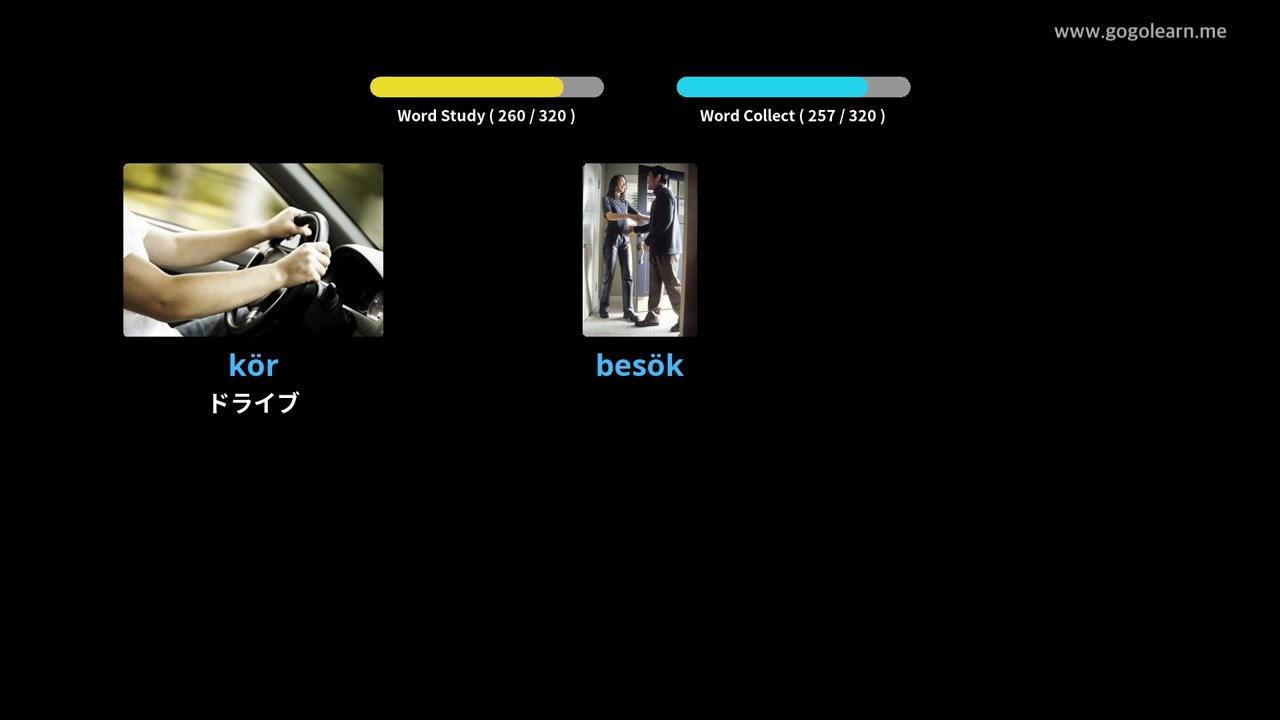 www.gogolearn.me
Word Study ( 260 / 320 )
Word Collect ( 257 / 320 )
kör
ドライブ
besök